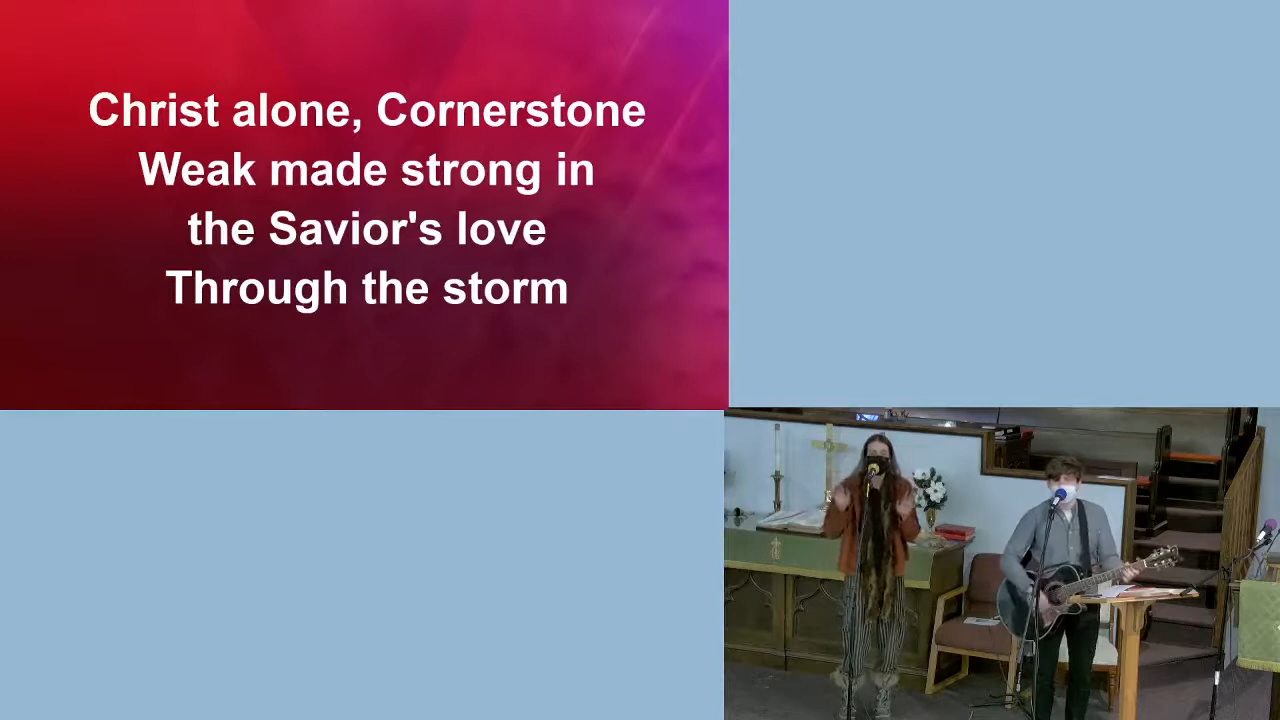 Christ alone, Cornerstone
Weak made strong in
the Savior's love
Through the storm